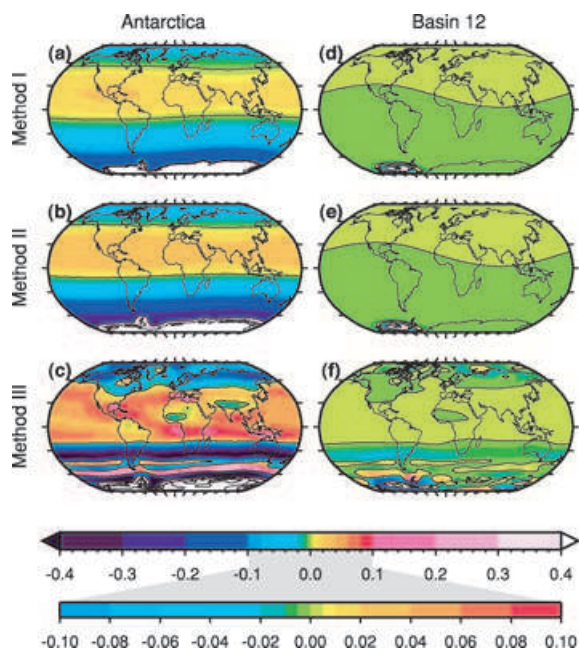 Antarctica Basin 12
Method I
(a) (d)
Method II
(b) (e)
Method III
(c) (f)
-0.4 -0.3 -0.2 -0.1 0.0 0.1 0.2 0.3 0.4
-0.10 -0.08 -0.06 -0.04 -0.02 0.00 0.02 0.04 0.06 0.08 0.10